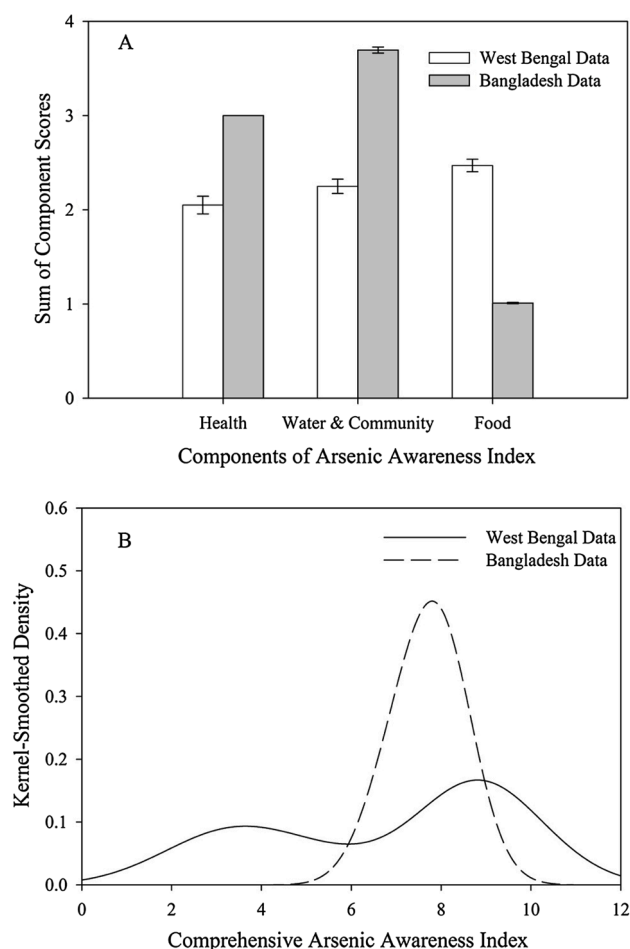 A
West Bengal Data
Bangladesh Data
Sum of Component Scores
4
3
2
1
0
Health Water & Community Food
Components of Arsenic Awareness Index
B
West Bengal Data
Bangladesh Data
Kernel-Smoothed Density
0.6
0.5
0.4
0.3
0.2
0.1
0.0
0 2 4 6 8 10 12
Comprehensive Arsenic Awareness Index